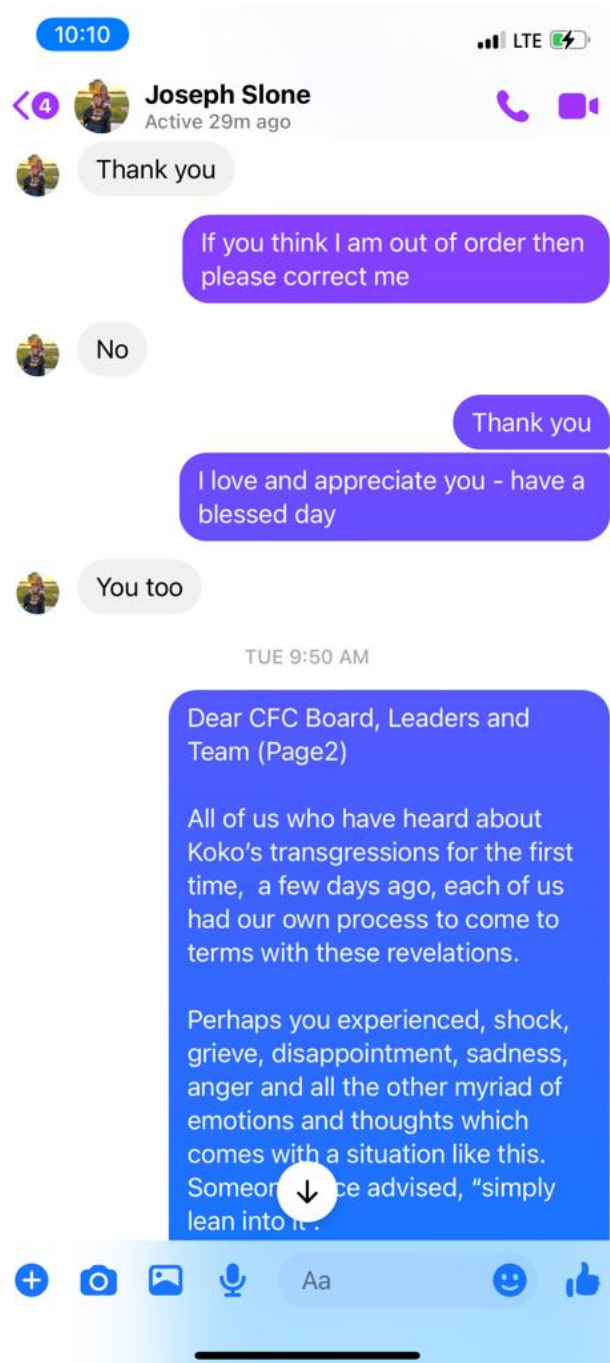 10:10
LTE
4
Joseph Slone
Active 29m ago
Thank you
If you think I am out of order then
please correct me
No
Thank you
I love and appreciate you - have a
blessed day
You too
TUE 9:50 AM
Dear CFC Board, Leaders and
Team (Page2)
All of us who have heard about
Koko's transgressions for the first
time,  a few days ago, each of us
had our own process to come to
terms with these revelations.
Perhaps you experienced, shock,
grieve, disappointment, sadness,
anger and all the other myriad of
emotions and thoughts which
comes with a situation like this.
advised, “simply
lean into
Aa